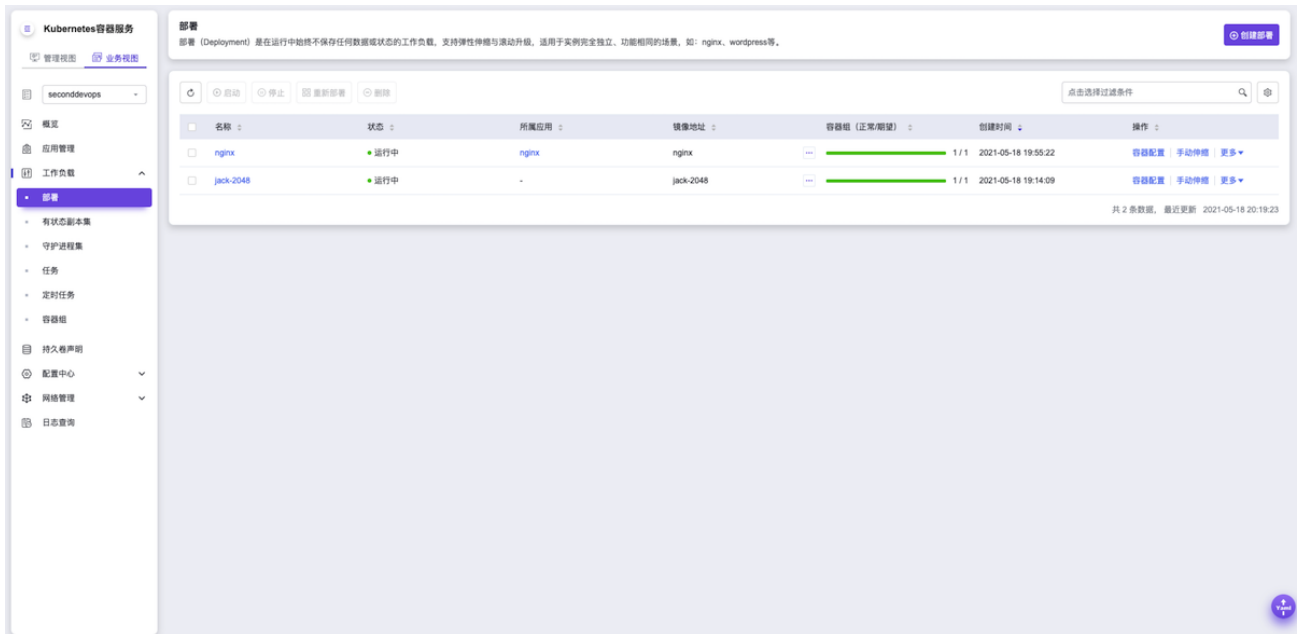 Kubernetes容器服务
管理视图 业务视图
seconddevops
概览
应用管理
工作负载
部署
有状态副本集
守护进程集
任务
定时任务
容器组
持久卷声明
配置中心
网络管理
日志查询
部署
部署（Deployment）是在运行中始终不保存任何数据或状态的工作负载，支持弹性伸缩与滚动升级，适用于实例完全独立、功能相同的场景，如：nginx、wordpress等。
创建部署
启动 停止 重新部署 删除
点击选择过滤条件
名称 状态 所属应用 镜像地址 容器组（正常/期望） 创建时间 操作
nginx 运行中 nginx nginx ... 1 / 1 2021-05-18 19:55:22 容器配置 手动伸缩 更多
jack-2048 运行中 - jack-2048 ... 1 / 1 2021-05-18 19:14:09 容器配置 手动伸缩 更多
共 2 条数据， 最近更新 2021-05-18 20:19:23
Yaml